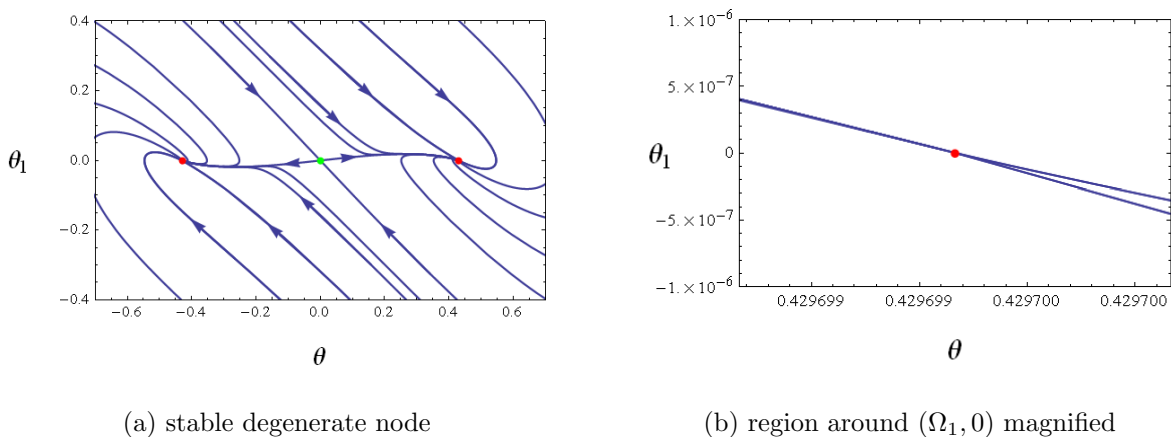 0.4
0.2
0.0
−0.2
−0.4
θ₁
−0.6 −0.4 −0.2 0.0 0.2 0.4 0.6
θ
(a) stable degenerate node
1.×10⁻⁶
5.×10⁻⁷
0
−5.×10⁻⁷
−1.×10⁻⁶
θ₁
0.429699 0.429699 0.429700 0.429700
θ
(b) region around (Ω₁, 0) magnified